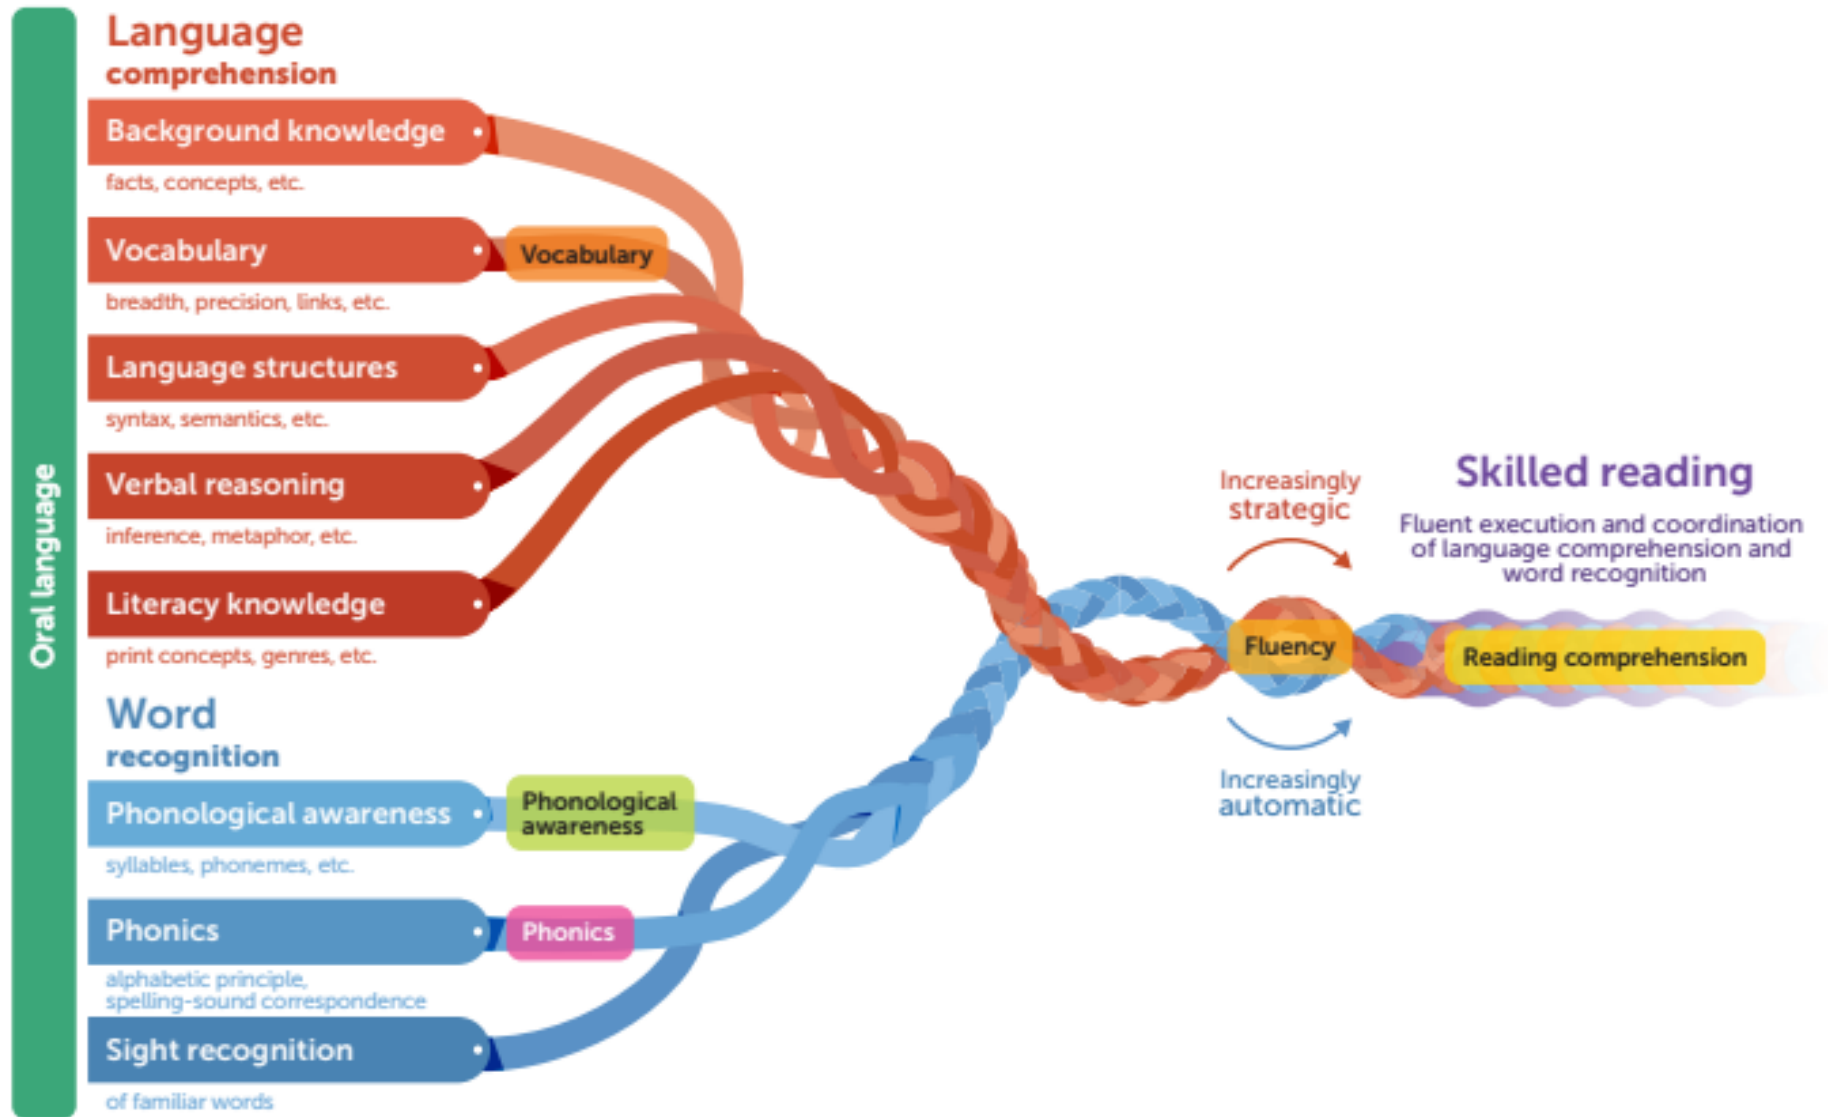 Oral language
Language
comprehension
Background knowledge
facts, concepts, etc.
Vocabulary
Vocabulary
breadth, precision, links, etc.
Language structures
syntax, semantics, etc.
Verbal reasoning
inference, metaphor, etc.
Literacy knowledge
print concepts, genres, etc.
Word
recognition
Phonological awareness
Phonological
awareness
syllables, phonemes, etc.
Phonics
Phonics
alphabetic principle,
spelling-sound correspondence
Sight recognition
of familiar words
Increasingly
strategic
Fluency
Increasingly
automatic
Skilled reading
Fluent execution and coordination
of language comprehension and
word recognition
Reading comprehension